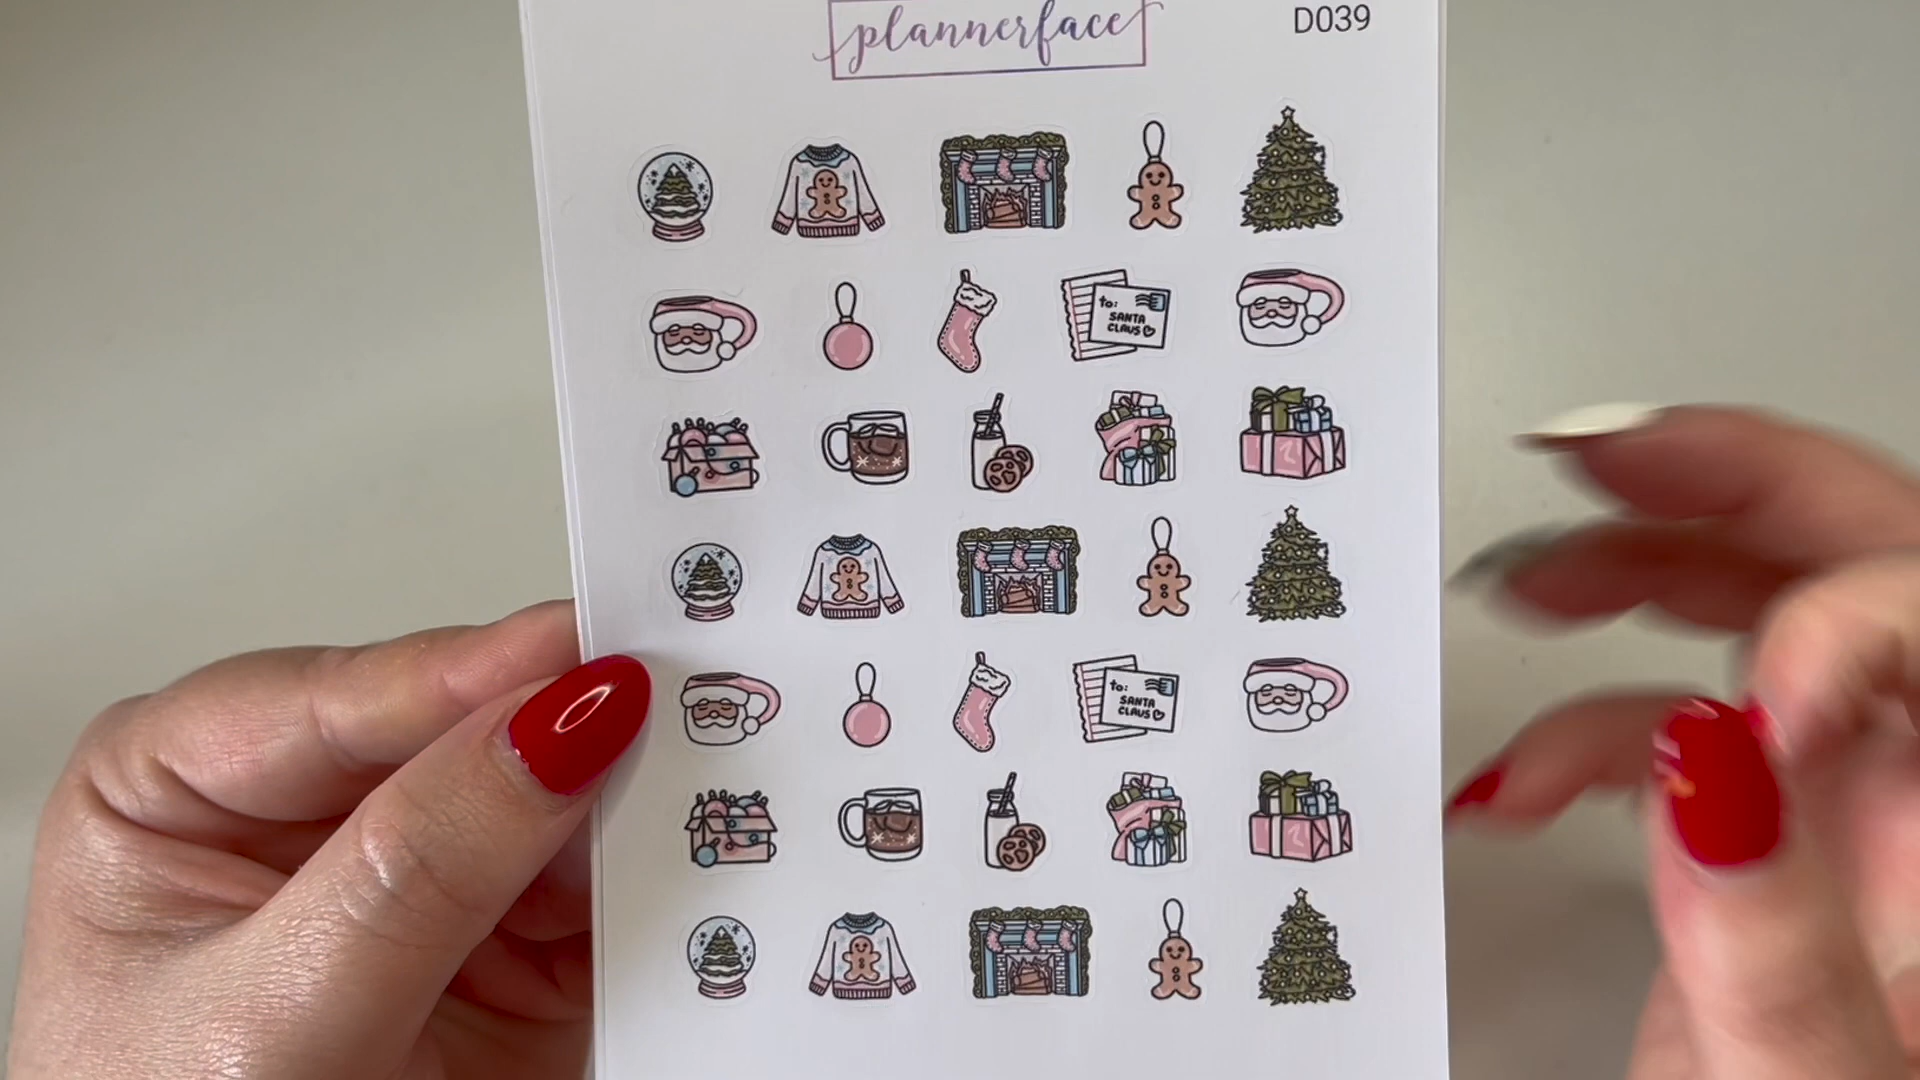 plannerface
D039
to:
SANTA
CLAUS
to:
SANTA
CLAUS